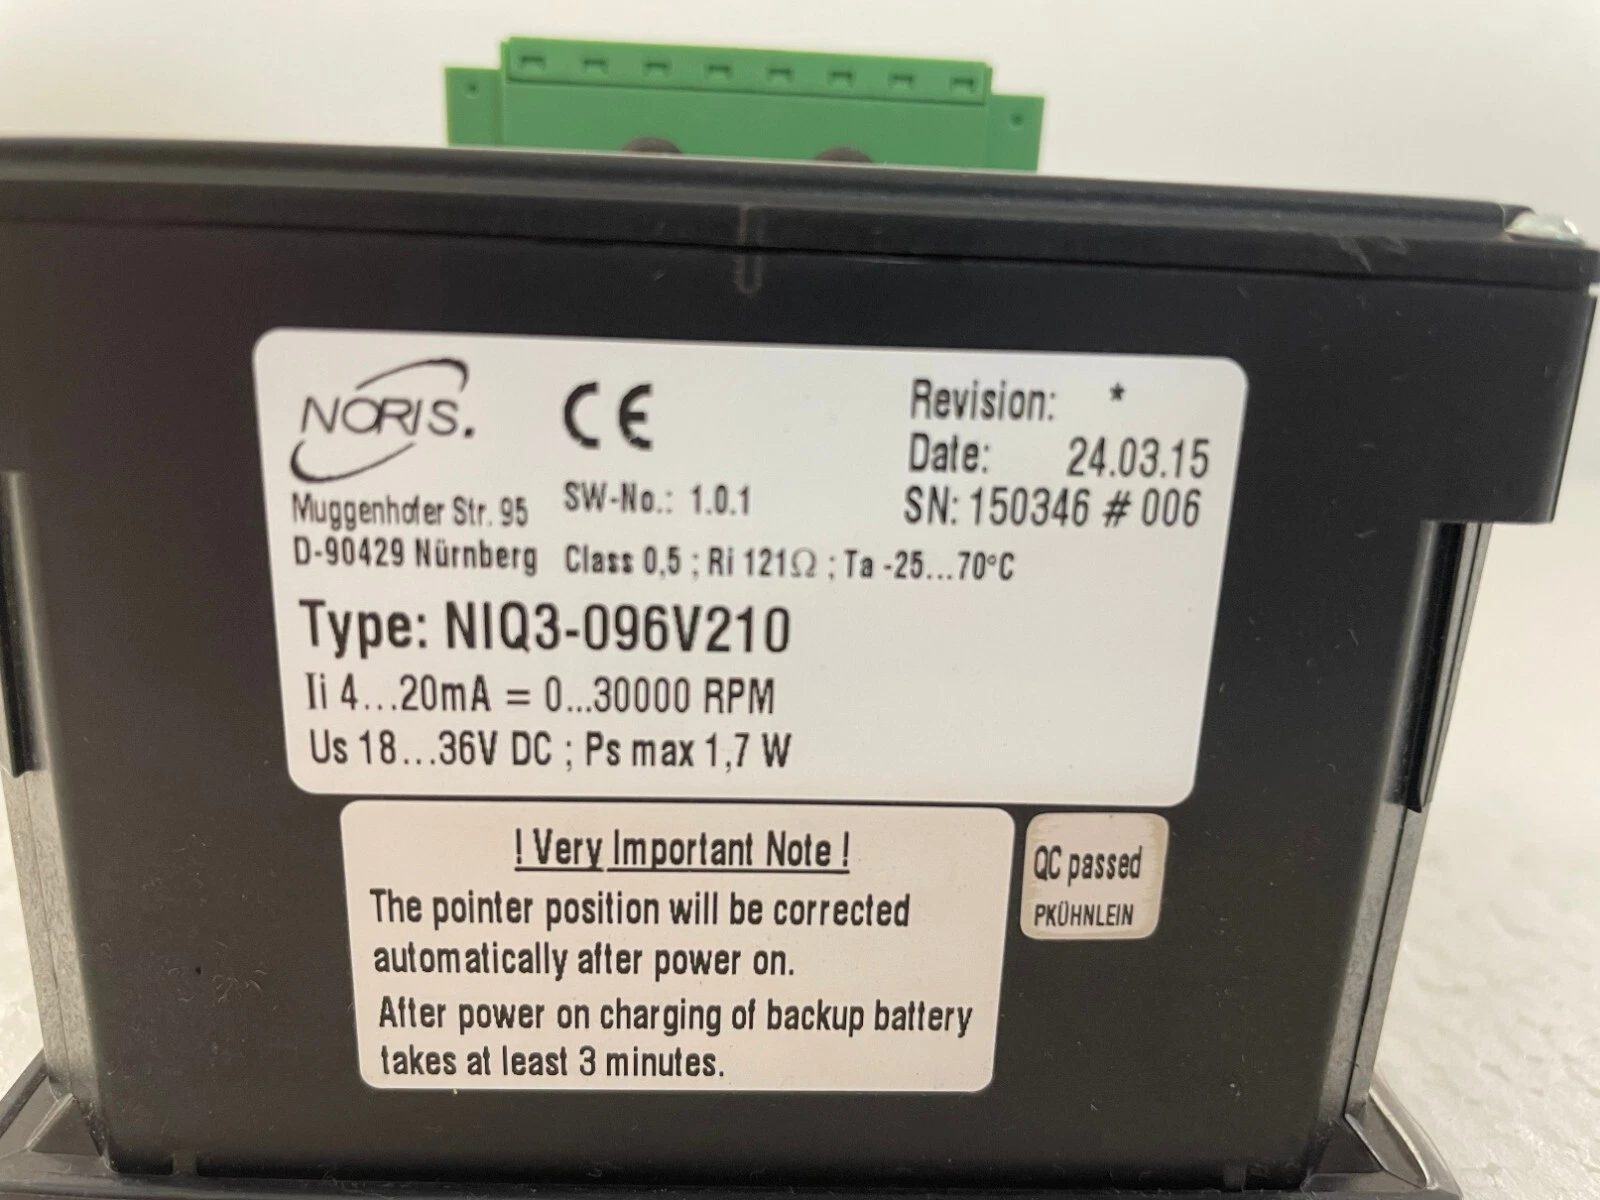 NORIS.
CE
Revision: *
Date: 24.03.15
SN: 150346 # 006
Muggenhofer Str. 95
D-90429 Nürnberg
SW-No.: 1.0.1
Class 0,5 ; Ri 121Ω ; Ta -25...70°C
Type: NIQ3-096V210
Ii 4...20mA = 0...30000 RPM
Us 18...36V DC ; Ps max 1,7 W
! Very Important Note !
The pointer position will be corrected
automatically after power on.
After power on charging of backup battery
takes at least 3 minutes.
QC passed
PKÜHNLEIN